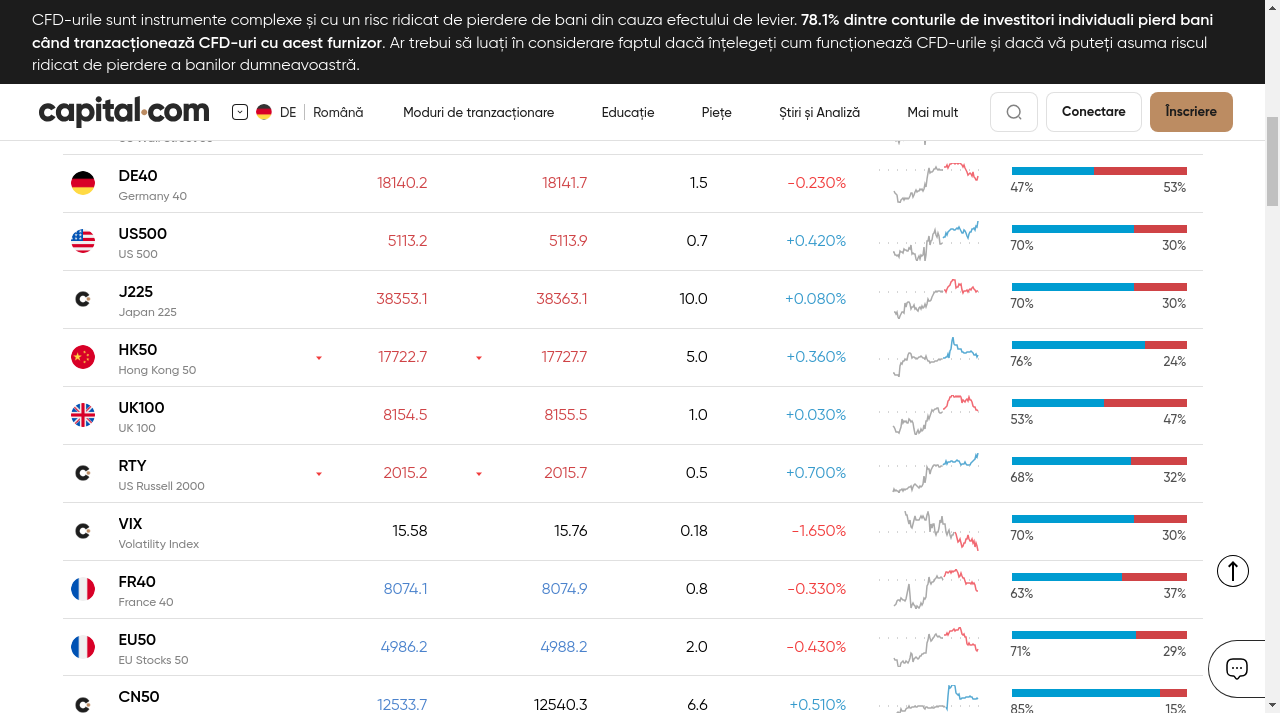 CFD-urile sunt instrumente complexe și cu un risc ridicat de pierdere de bani din cauza efectului de levier. 78.1% dintre conturile de investitori individuali pierd bani
când tranzacționează CFD-uri cu acest furnizor. Ar trebui să luați în considerare faptul dacă înțelegeți cum funcționează CFD-urile și dacă vă puteți asuma riscul
ridicat de pierdere a banilor dumneavoastră.
capital.com DE Română Moduri de tranzacționare Educație Piețe Știri și Analiză Mai mult Conectare Înscriere
DE40 18140.2 18141.7 1.5 -0.230% 47% 53%
Germany 40
US500 5113.2 5113.9 0.7 +0.420% 70% 30%
US 500
J225 38353.1 38363.1 10.0 +0.080% 70% 30%
Japan 225
HK50 17722.7 17727.7 5.0 +0.360% 76% 24%
Hong Kong 50
UK100 8154.5 8155.5 1.0 +0.030% 53% 47%
UK 100
RTY 2015.2 2015.7 0.5 +0.700% 68% 32%
US Russell 2000
VIX 15.58 15.76 0.18 -1.650% 70% 30%
Volatility Index
FR40 8074.1 8074.9 0.8 -0.330% 63% 37%
France 40
EU50 4986.2 4988.2 2.0 -0.430% 71% 29%
EU Stocks 50
CN50 12533.7 12540.3 6.6 +0.510% 85% 15%